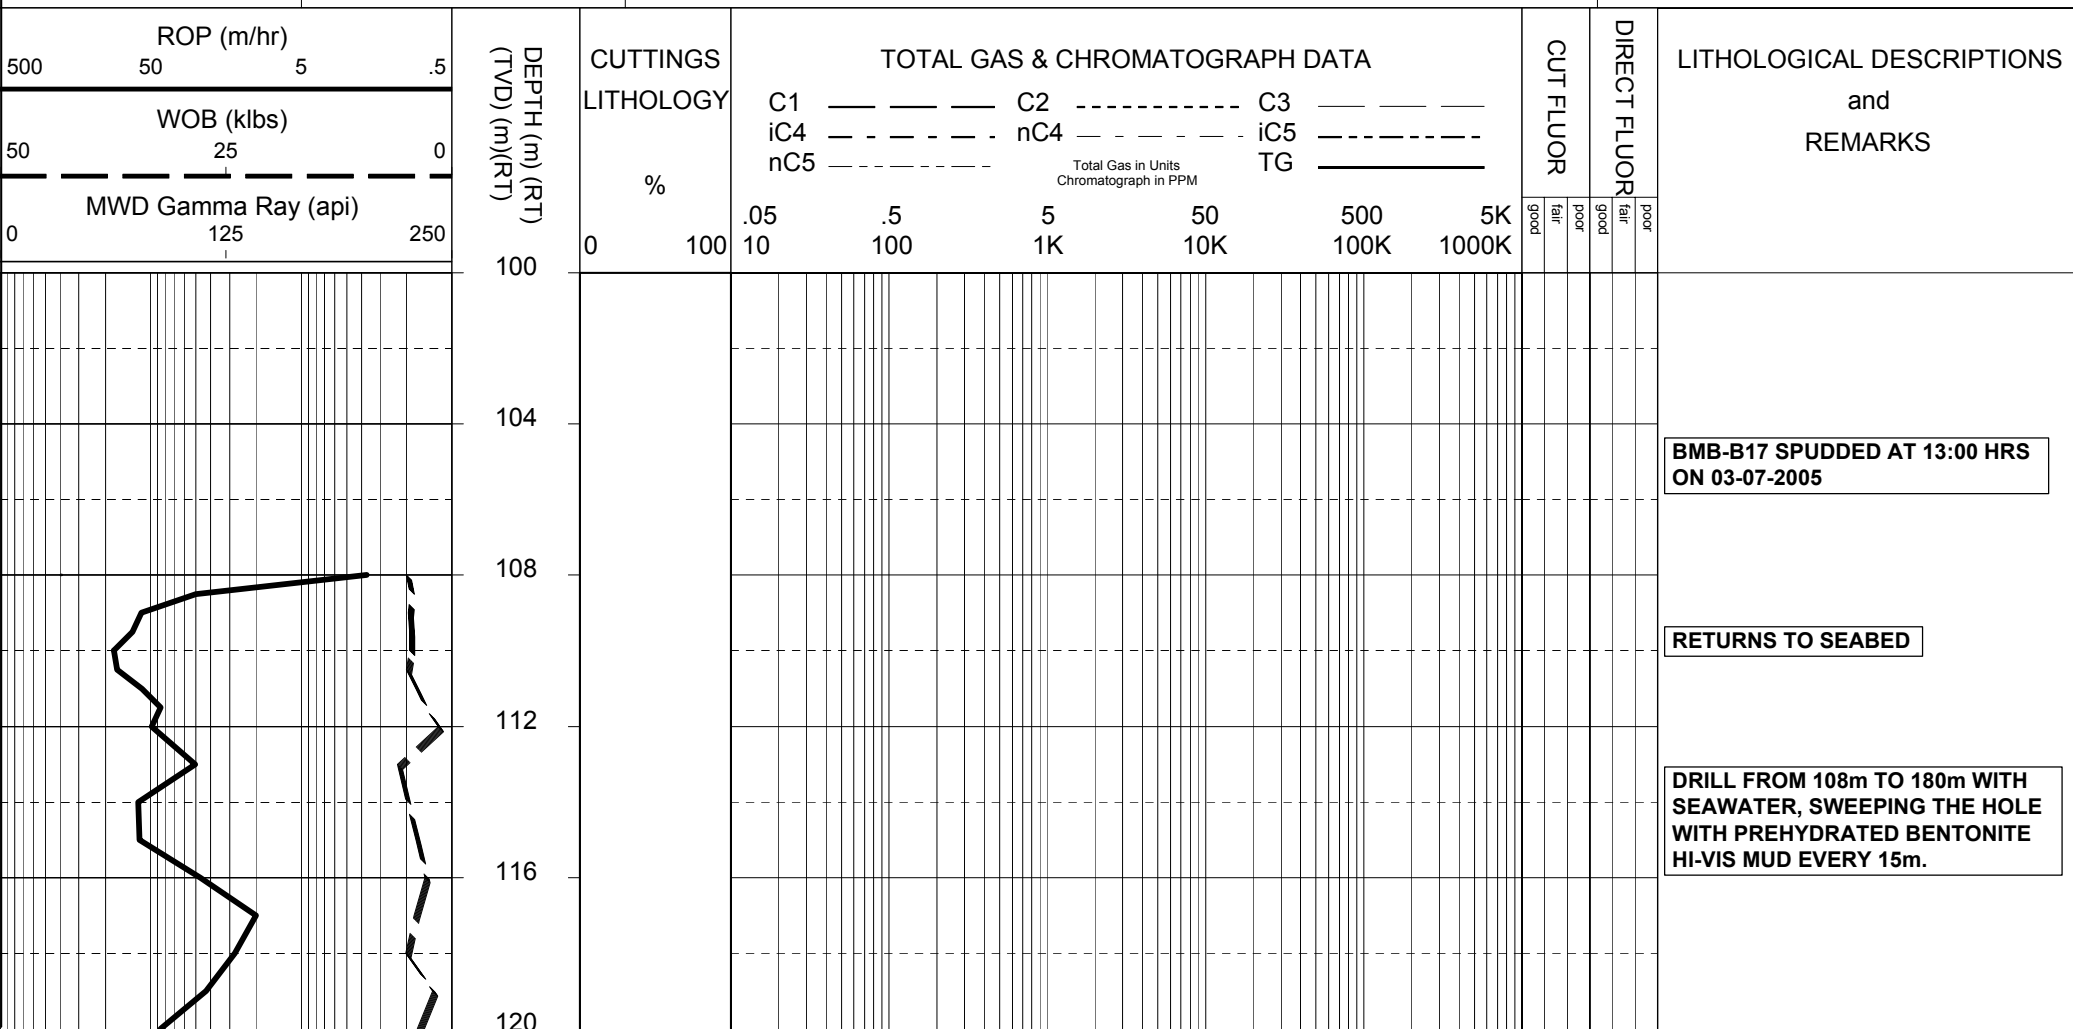 ROP (m/hr)
500 50 5 .5
WOB (klbs)
50 25 0
MWD Gamma Ray (api)
0 125 250
DEPTH (m) (RT)
(TVD) (m)(RT)
CUTTINGS
LITHOLOGY
%
0 100
TOTAL GAS & CHROMATOGRAPH DATA
C1 C2 C3
iC4 nC4 iC5
nC5 TG
Total Gas in Units
Chromatograph in PPM
.05 .5 5 50 500 5K
10 100 1K 10K 100K 1000K
CUT FLUOR
good fair poor
DIRECT FLUOR
good fair poor
LITHOLOGICAL DESCRIPTIONS
and
REMARKS
100
104
BMB-B17 SPUDDED AT 13:00 HRS
ON 03-07-2005
108
RETURNS TO SEABED
112
DRILL FROM 108m TO 180m WITH
SEAWATER, SWEEPING THE HOLE
WITH PREHYDRATED BENTONITE
HI-VIS MUD EVERY 15m.
116
120